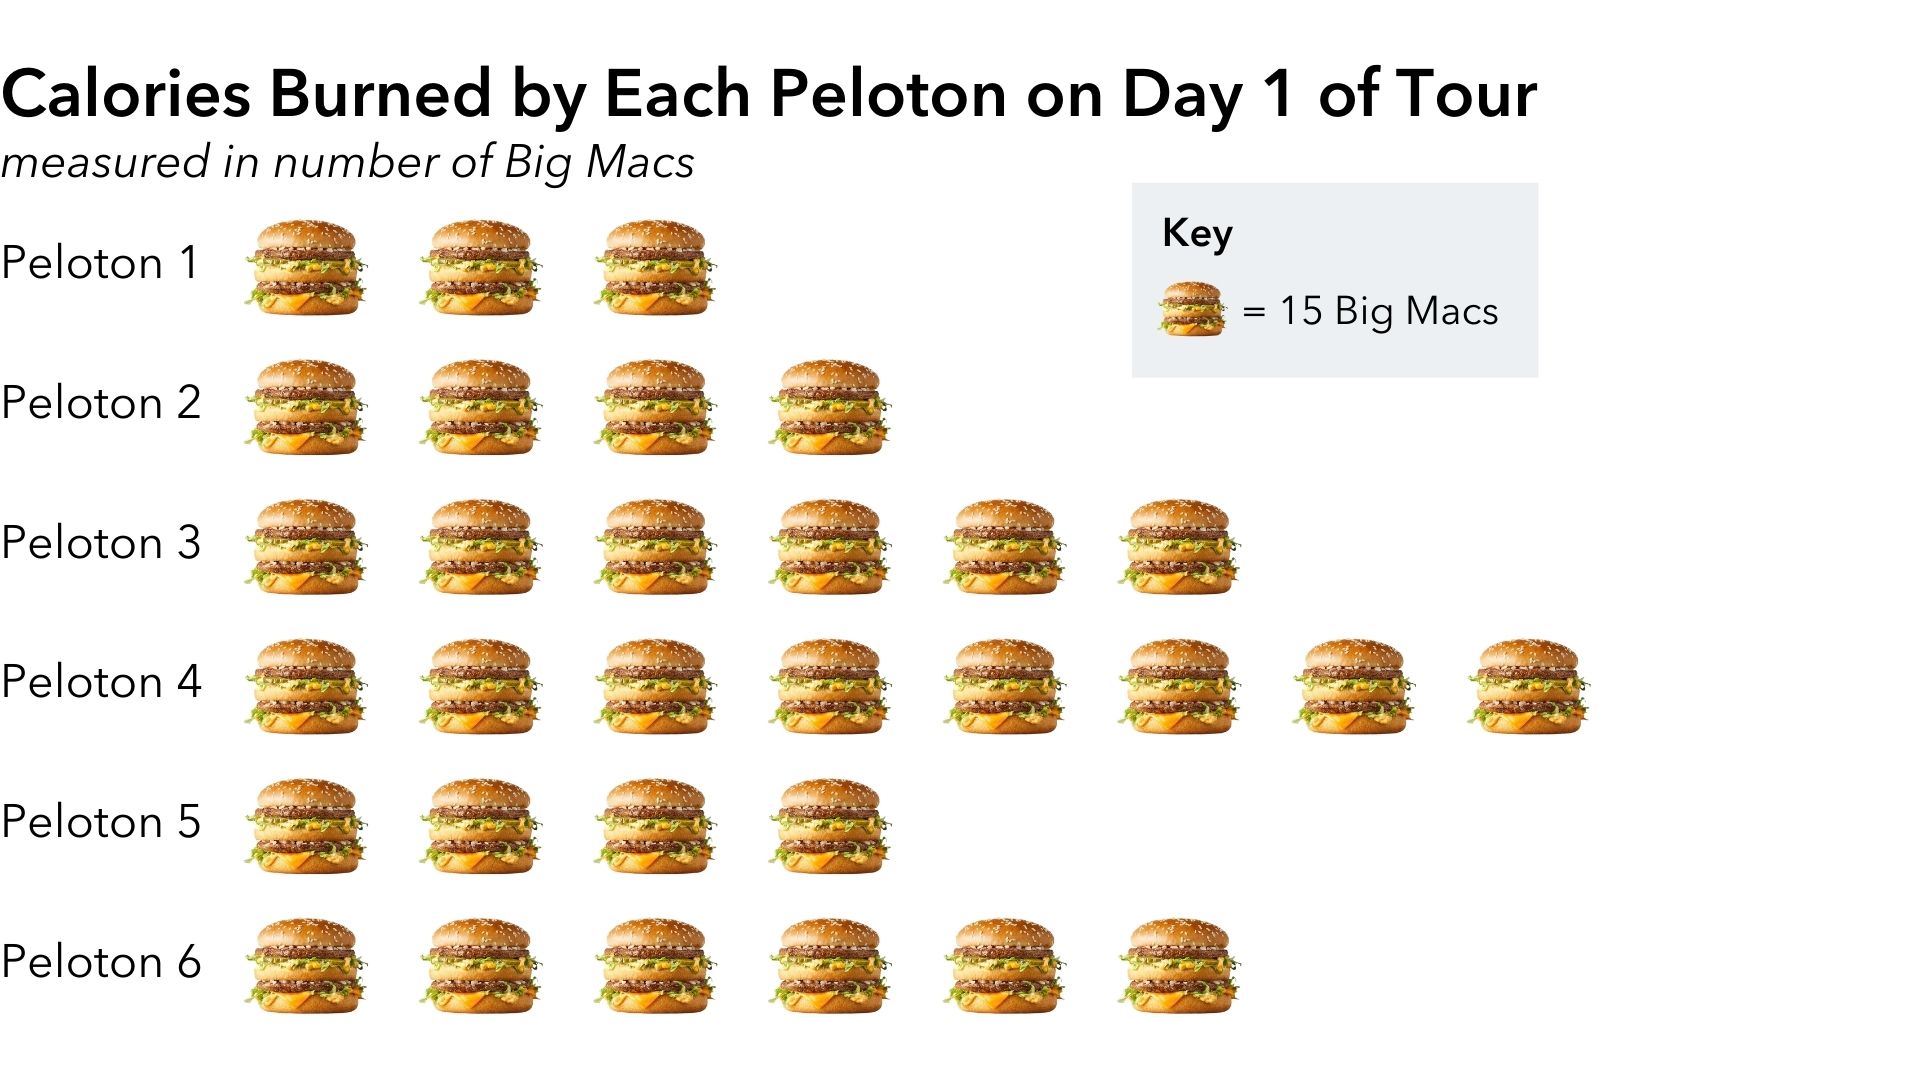 Calories Burned by Each Peloton on Day 1 of Tour
measured in number of Big Macs
Key
= 15 Big Macs
Peloton 1
Peloton 2
Peloton 3
Peloton 4
Peloton 5
Peloton 6